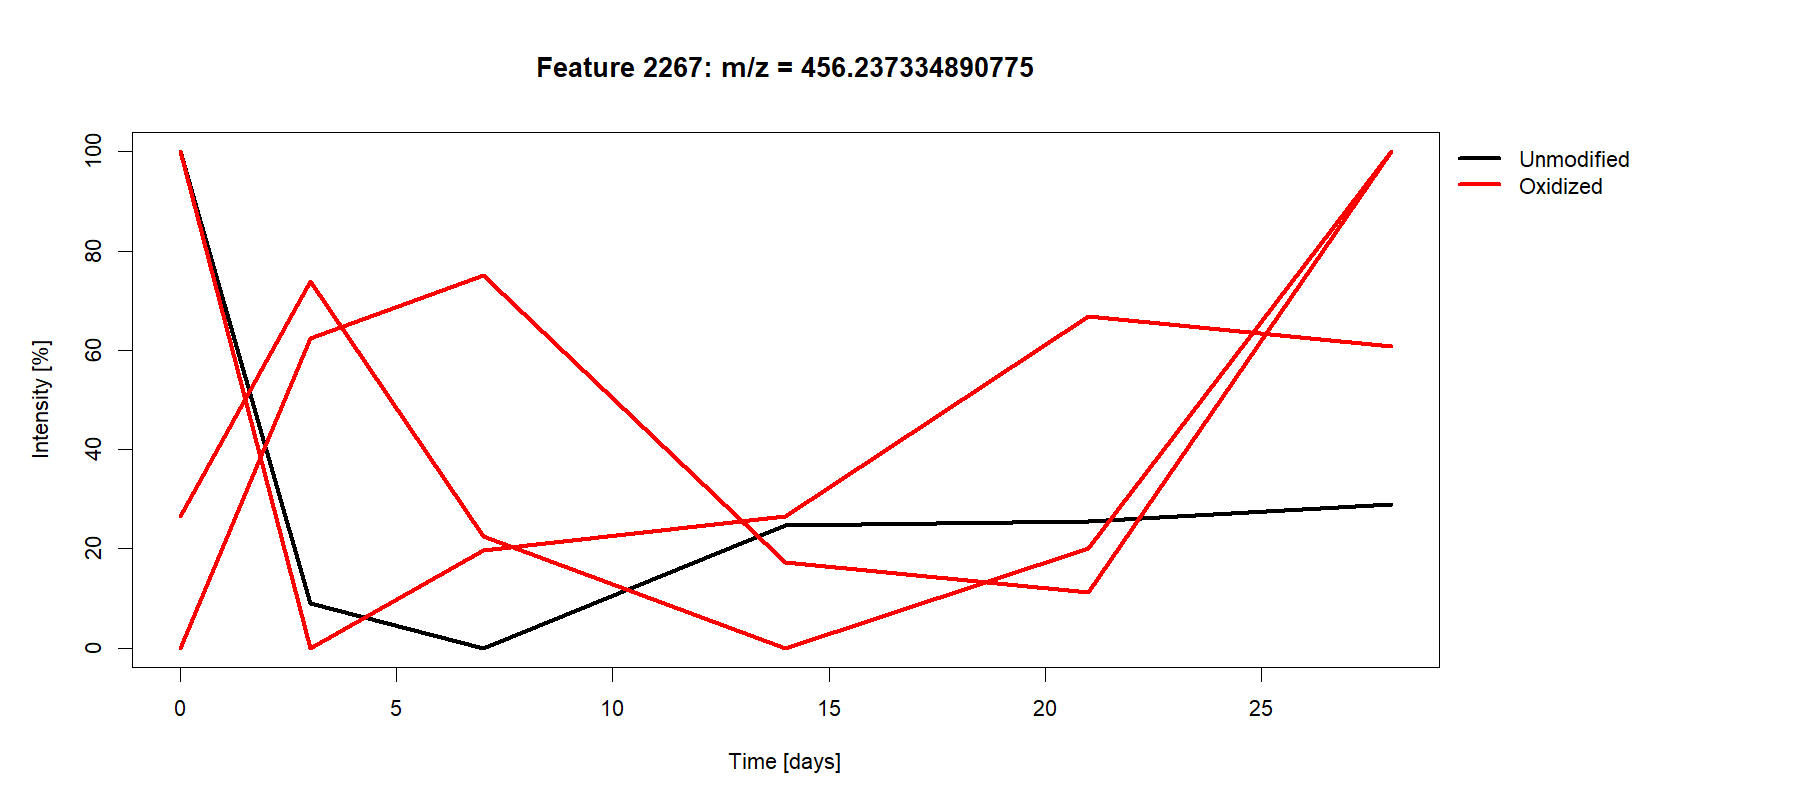 Feature 2267: m/z = 456.237334890775
Intensity [%]
100
80
60
40
20
0
0 5 10 15 20 25
Time [days]
Unmodified
Oxidized